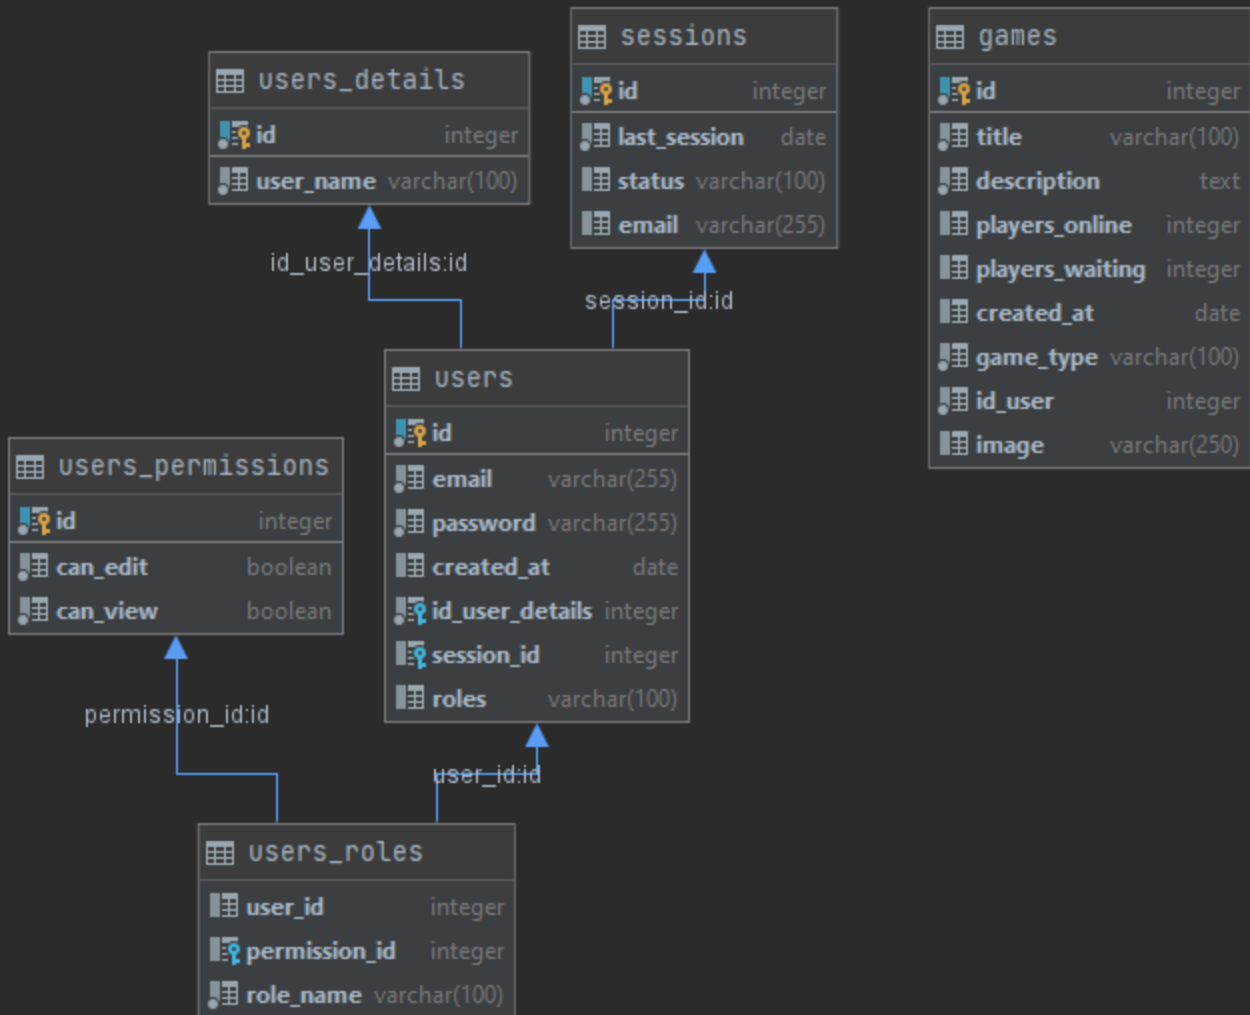 users_details
id integer
user_name varchar(100)
sessions
id integer
last_session date
status varchar(100)
email varchar(255)
games
id integer
title varchar(100)
description text
players_online integer
players_waiting integer
created_at date
game_type varchar(100)
id_user integer
image varchar(250)
id_user_details:id
session_id:id
users
id integer
email varchar(255)
password varchar(255)
created_at date
id_user_details integer
session_id integer
roles varchar(100)
users_permissions
id integer
can_edit boolean
can_view boolean
permission_id:id
user_id:id
users_roles
user_id integer
permission_id integer
role_name varchar(100)